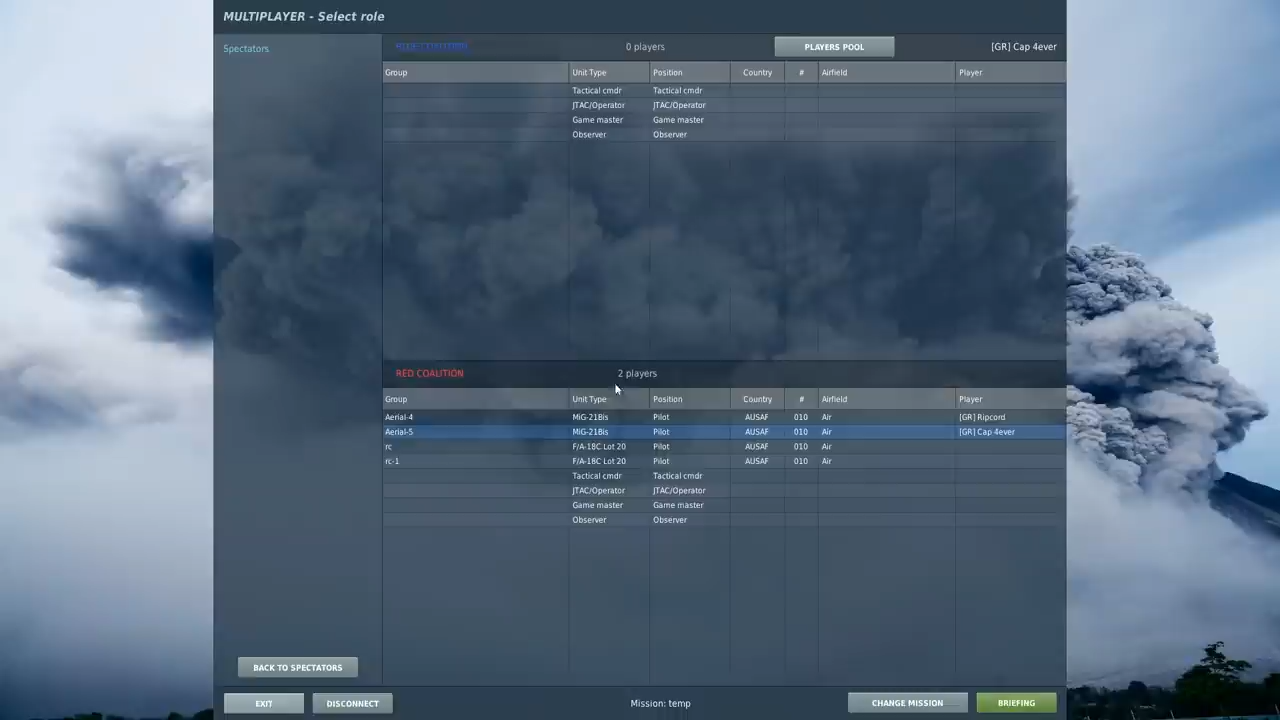 MULTIPLAYER - Select role
Spectators
BLUE COALITION 0 players PLAYERS POOL [GR] Cap 4ever
Group Unit Type Position Country # Airfield Player
Tactical cmdr Tactical cmdr
JTAC/Operator JTAC/Operator
Game master Game master
Observer Observer
RED COALITION 2 players
Group Unit Type Position Country # Airfield Player
Aerial-4 MiG-21Bis Pilot AUSAF 010 Air [GR] Ripcord
Aerial-5 MiG-21Bis Pilot AUSAF 010 Air [GR] Cap 4ever
rc F/A-18C Lot 20 Pilot AUSAF 010 Air
rc-1 F/A-18C Lot 20 Pilot AUSAF 010 Air
Tactical cmdr Tactical cmdr
JTAC/Operator JTAC/Operator
Game master Game master
Observer Observer
BACK TO SPECTATORS
EXIT DISCONNECT Mission: temp CHANGE MISSION BRIEFING